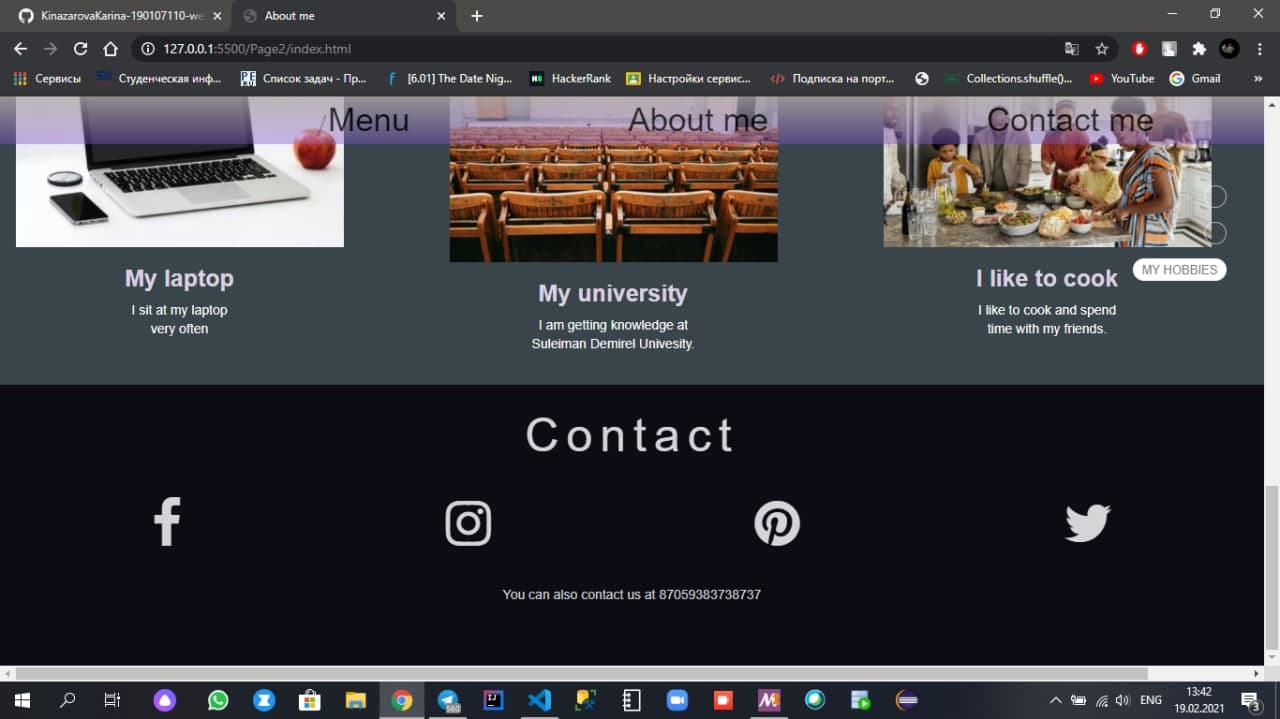 KinazarovaKarina-190107110-we
About me
127.0.0.1:5500/Page2/index.html
Сервисы
Студенческая инф...
Список задач - Пр...
[6.01] The Date Nig...
HackerRank
Настройки сервис...
Подписка на порт...
Collections.shuffle()...
YouTube
Gmail
Menu
About me
Contact me
My laptop
I sit at my laptop
very often
My university
I am getting knowledge at
Suleiman Demirel Univesity.
I like to cook
MY HOBBIES
I like to cook and spend
time with my friends.
Contact
You can also contact us at 87059383738737
560
ENG
13:42
19.02.2021
3